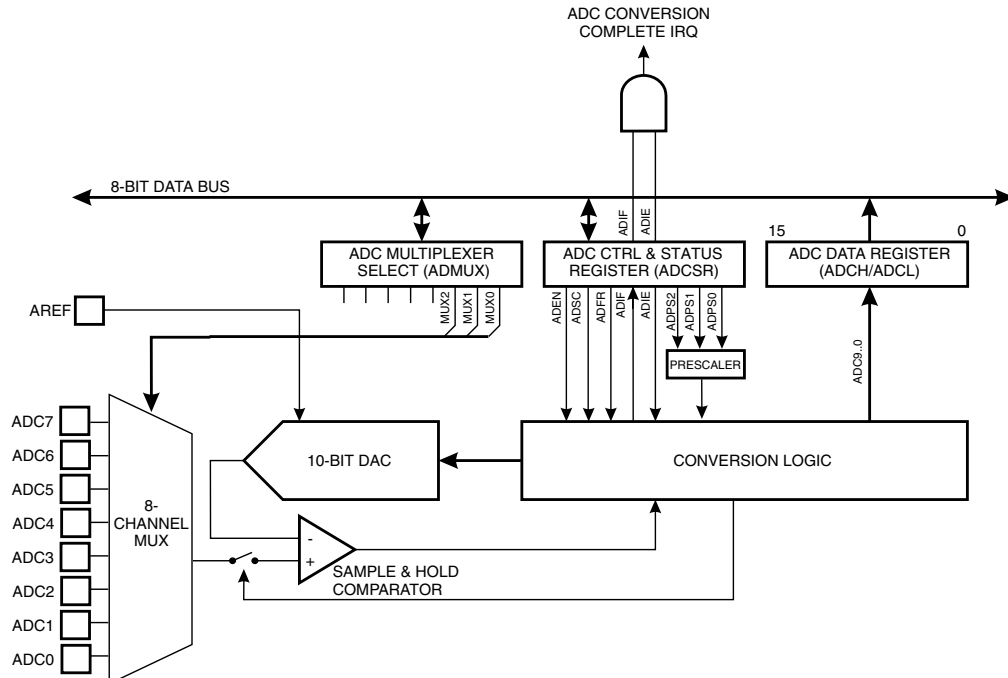 ADC CONVERSION
COMPLETE IRQ
8-BIT DATA BUS
ADIF
ADIE
15
0
ADC MULTIPLEXER
SELECT (ADMUX)
ADC CTRL & STATUS
REGISTER (ADCSR)
ADC DATA REGISTER
(ADCH/ADCL)
MUX2
MUX1
MUX0
ADEN
ADSC
ADFR
ADIF
ADIE
ADPS2
ADPS1
ADPS0
AREF
PRESCALER
ADC9..0
ADC7
ADC6
ADC5
ADC4
ADC3
ADC2
ADC1
ADC0
8-
CHANNEL
MUX
10-BIT DAC
CONVERSION LOGIC
-
+
SAMPLE & HOLD
COMPARATOR